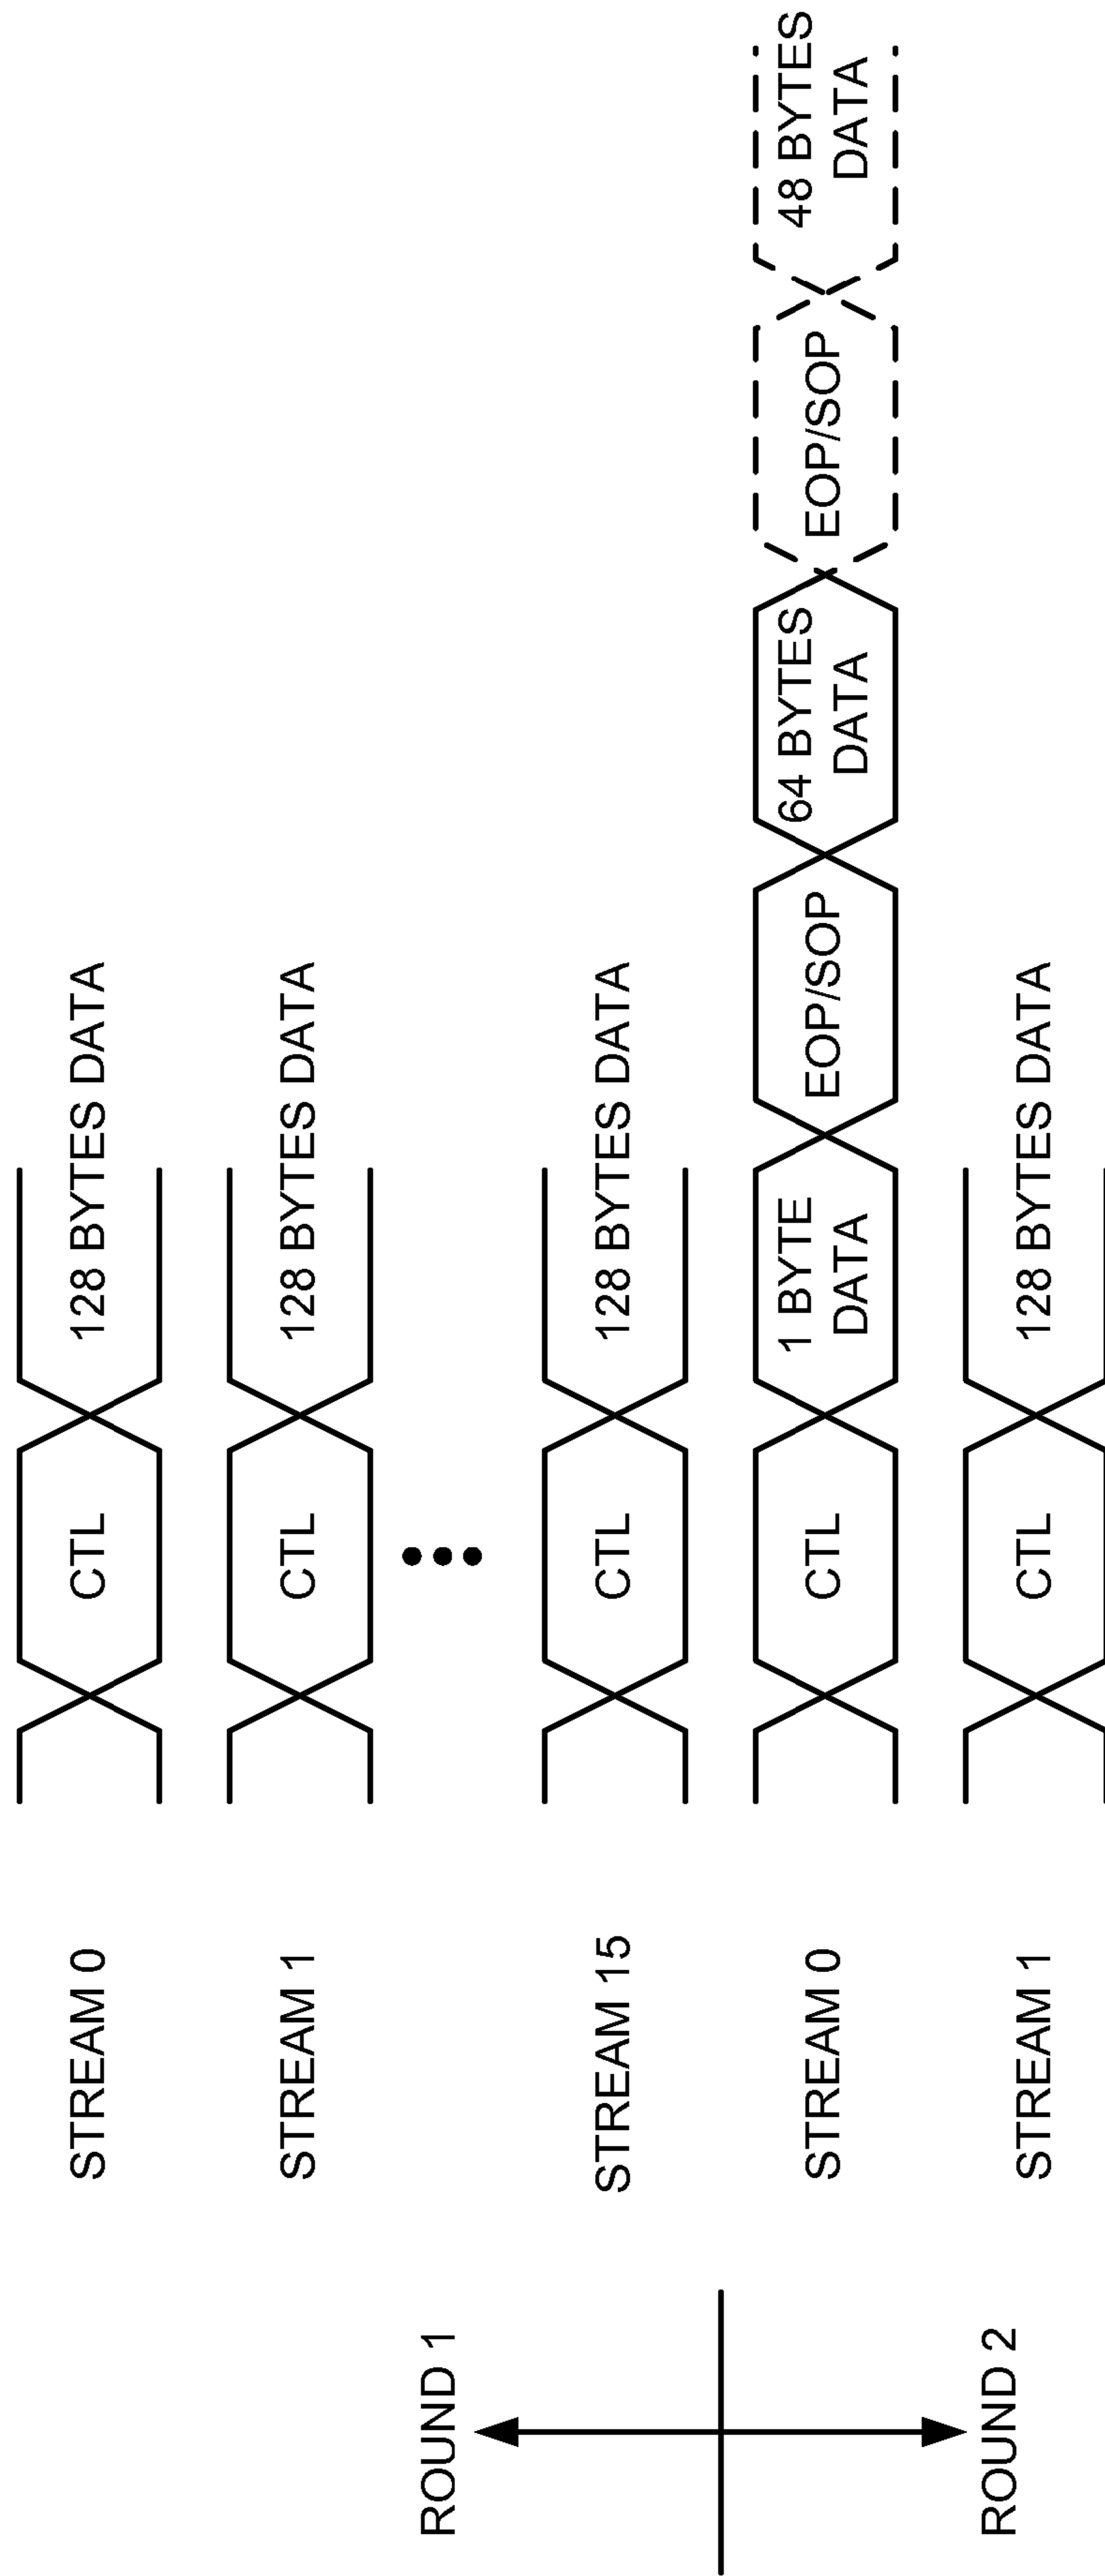 STREAM 0 CTL 128 BYTES DATA
STREAM 1 CTL 128 BYTES DATA
ROUND 1
STREAM 15 CTL 128 BYTES DATA
STREAM 0 CTL 1 BYTE DATA EOP/SOP 64 BYTES DATA EOP/SOP 48 BYTES DATA
ROUND 2
STREAM 1 CTL 128 BYTES DATA